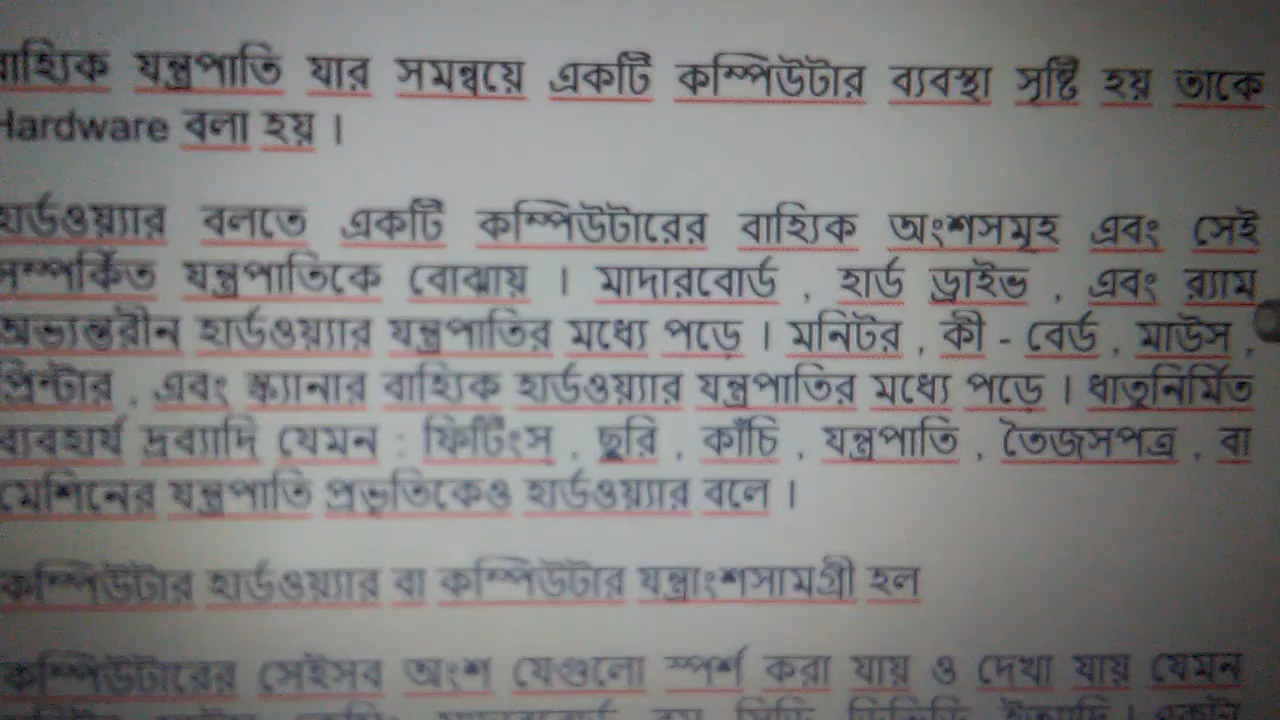 বাহ্যিক যন্ত্রপাতি যার সমন্বয়ে একটি কম্পিউটার ব্যবস্থা সৃষ্টি হয় তাকে
Hardware বলা হয় ।
হার্ডওয়্যার বলতে একটি কম্পিউটারের বাহ্যিক অংশসমূহ এবং সেই
সম্পর্কিত যন্ত্রপাতিকে বোঝায় । মাদারবোর্ড , হার্ড ড্রাইভ , এবং র‍্যাম
অভ্যন্তরীন হার্ডওয়্যার যন্ত্রপাতির মধ্যে পড়ে । মনিটর , কী - বোর্ড , মাউস ,
প্রিন্টার , এবং স্ক্যানার বাহ্যিক হার্ডওয়্যার যন্ত্রপাতির মধ্যে পড়ে । ধাতুনির্মিত
ব্যবহার্য দ্রব্যাদি যেমন : ফিটিংস , ছুরি , কাঁচি , যন্ত্রপাতি , তৈজসপত্র , বা
মেশিনের যন্ত্রপাতি প্রভৃতিকেও হার্ডওয়্যার বলে ।
কম্পিউটার হার্ডওয়্যার বা কম্পিউটার যন্ত্রাংশসামগ্রী হল
কম্পিউটারের সেইসব অংশ যেগুলো স্পর্শ করা যায় ও দেখা যায় যেমন